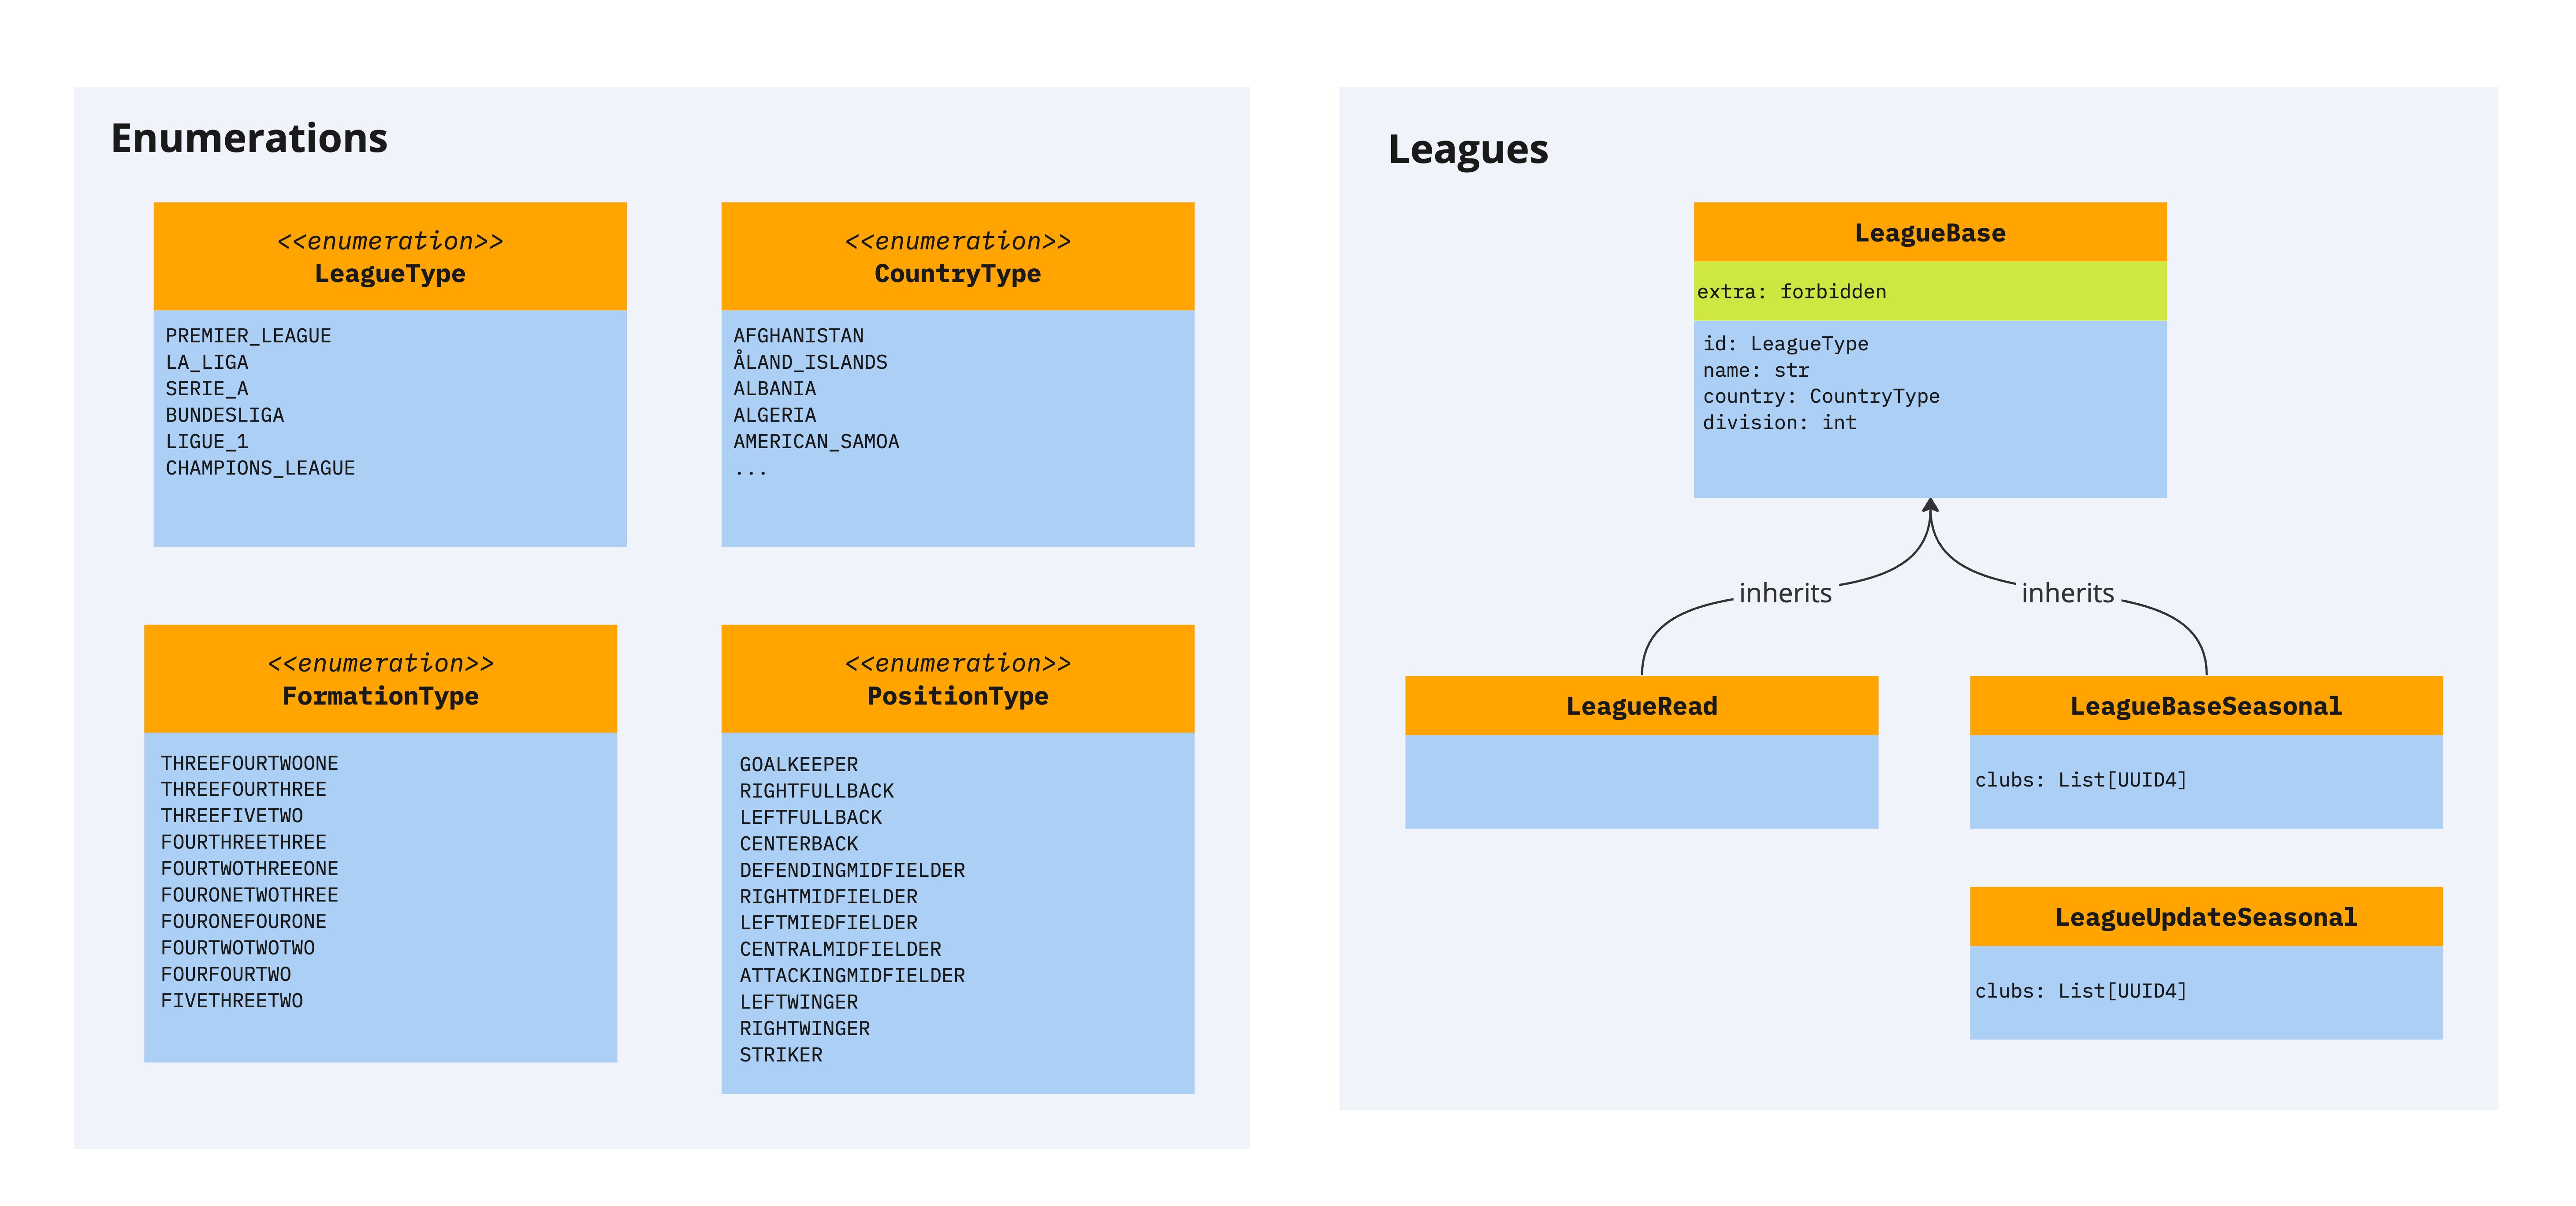 Enumerations
<<enumeration>>
LeagueType
PREMIER_LEAGUE
LA_LIGA
SERIE_A
BUNDESLIGA
LIGUE_1
CHAMPIONS_LEAGUE
<<enumeration>>
CountryType
AFGHANISTAN
ÅLAND_ISLANDS
ALBANIA
ALGERIA
AMERICAN_SAMOA
...
<<enumeration>>
FormationType
THREEFOURTWOONE
THREEFOURTHREE
THREEFIVETWO
FOURTHREETHREE
FOURTWOTHREEONE
FOURONETWOTHREE
FOURONEFOURONE
FOURTWOTWOTWO
FOURFOURTWO
FIVETHREETWO
<<enumeration>>
PositionType
GOALKEEPER
RIGHTFULLBACK
LEFTFULLBACK
CENTERBACK
DEFENDINGMIDFIELDER
RIGHTMIDFIELDER
LEFTMIEDFIELDER
CENTRALMIDFIELDER
ATTACKINGMIDFIELDER
LEFTWINGER
RIGHTWINGER
STRIKER
Leagues
LeagueBase
extra: forbidden
id: LeagueType
name: str
country: CountryType
division: int
inherits
inherits
LeagueRead
LeagueBaseSeasonal
clubs: List[UUID4]
LeagueUpdateSeasonal
clubs: List[UUID4]